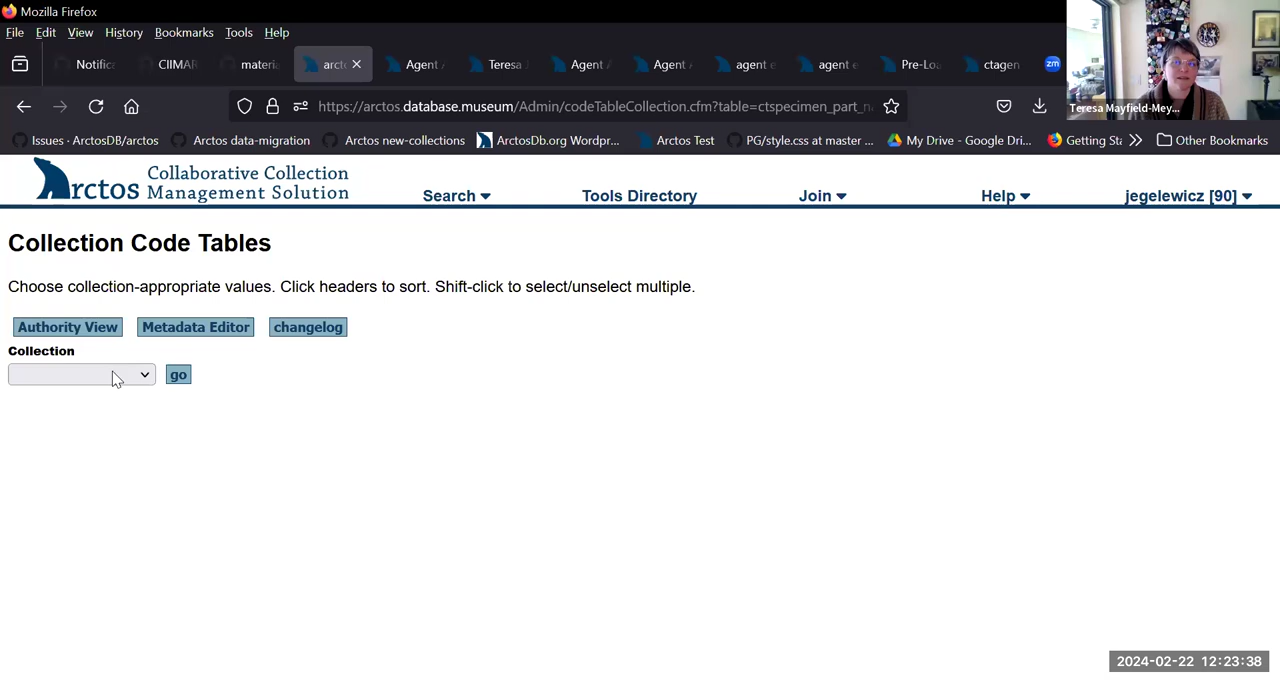 Mozilla Firefox
File Edit View History Bookmarks Tools Help
Notific CIIMAR materia arcto Agent Teresa Agent Agent agent e agent e Pre-Loa ctagen zm
https://arctos.database.museum/Admin/codeTableCollection.cfm?table=ctspecimen_part_n
Teresa Mayfield-Mey...
Issues · ArctosDB/arctos Arctos data-migration Arctos new-collections ArctosDb.org Wordpr... Arctos Test PG/style.css at master ... My Drive - Google Dri... Getting Sta Other Bookmarks
Arctos Collaborative Collection
Management Solution
Search Tools Directory Join Help jegelewicz [90]
Collection Code Tables
Choose collection-appropriate values. Click headers to sort. Shift-click to select/unselect multiple.
Authority View Metadata Editor changelog
Collection
go
2024-02-22 12:23:38